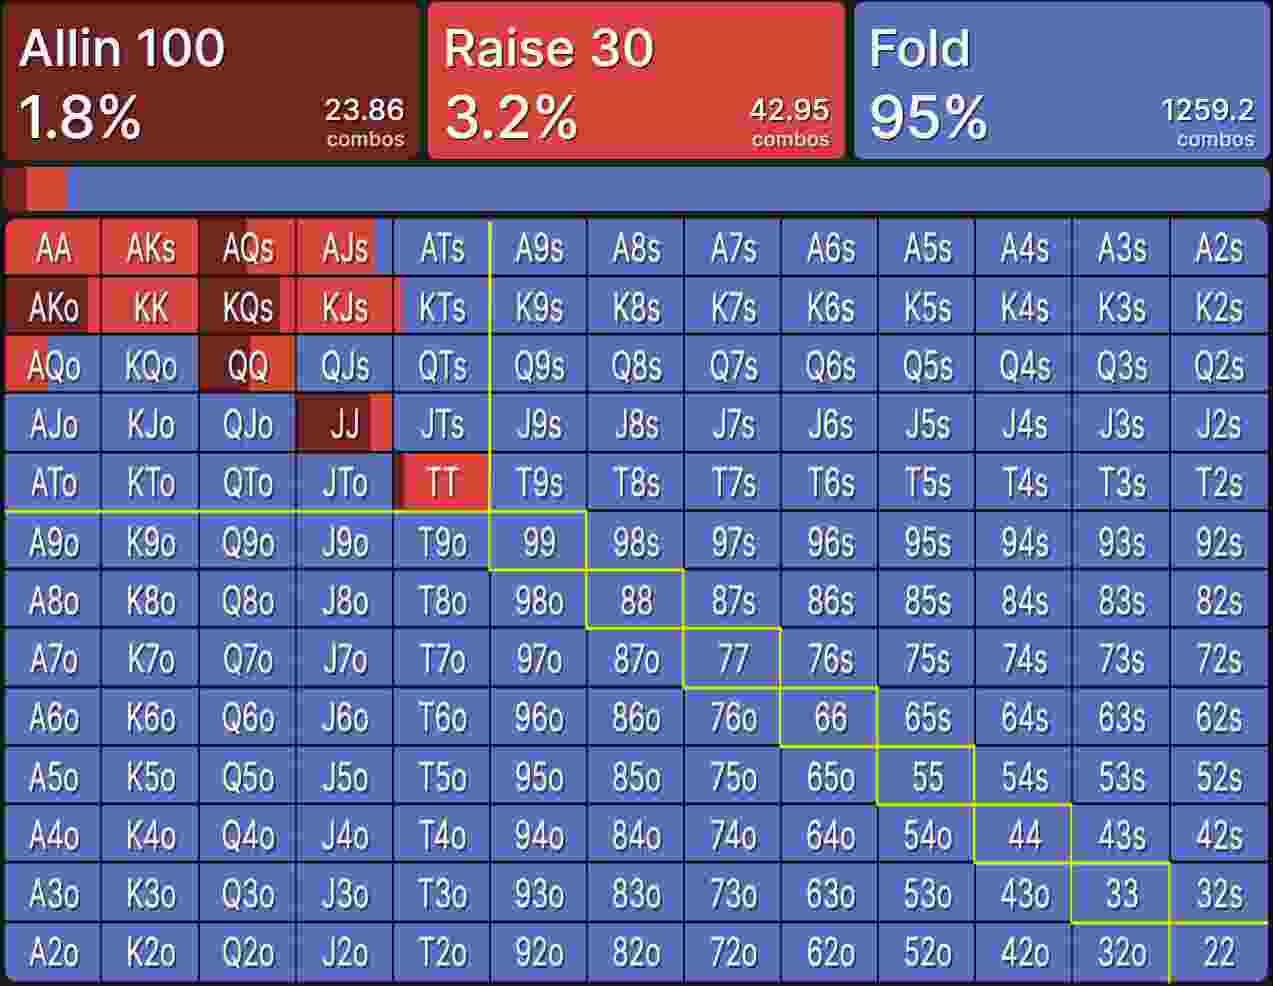 Allin 100 Raise 30 Fold
1.8% 23.86 combos 3.2% 42.95 combos 95% 1259.2 combos
AA AKs AQs AJs ATs A9s A8s A7s A6s A5s A4s A3s A2s
AKo KK KQs KJs KTs K9s K8s K7s K6s K5s K4s K3s K2s
AQo KQo QQ QJs QTs Q9s Q8s Q7s Q6s Q5s Q4s Q3s Q2s
AJo KJo QJo JJ JTs J9s J8s J7s J6s J5s J4s J3s J2s
ATo KTo QTo JTo TT T9s T8s T7s T6s T5s T4s T3s T2s
A9o K9o Q9o J9o T9o 99 98s 97s 96s 95s 94s 93s 92s
A8o K8o Q8o J8o T8o 98o 88 87s 86s 85s 84s 83s 82s
A7o K7o Q7o J7o T7o 97o 87o 77 76s 75s 74s 73s 72s
A6o K6o Q6o J6o T6o 96o 86o 76o 66 65s 64s 63s 62s
A5o K5o Q5o J5o T5o 95o 85o 75o 65o 55 54s 53s 52s
A4o K4o Q4o J4o T4o 94o 84o 74o 64o 54o 44 43s 42s
A3o K3o Q3o J3o T3o 93o 83o 73o 63o 53o 43o 33 32s
A2o K2o Q2o J2o T2o 92o 82o 72o 62o 52o 42o 32o 22